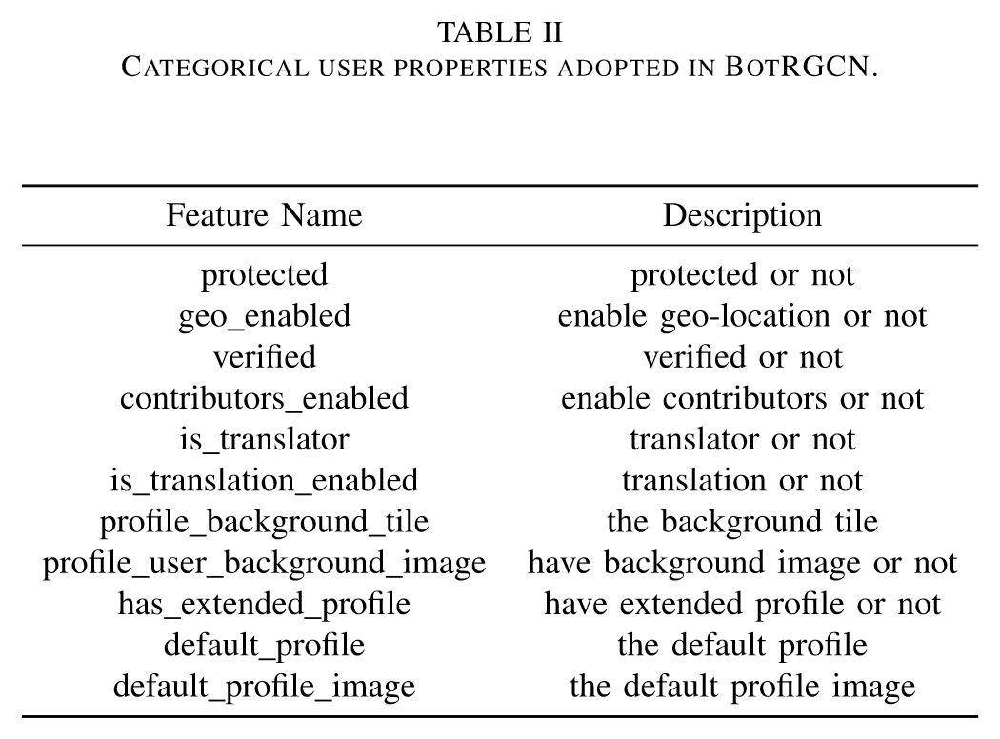 TABLE II
CATEGORICAL USER PROPERTIES ADOPTED IN BOTRGCN.
Feature Name Description
protected protected or not
geo_enabled enable geo-location or not
verified verified or not
contributors_enabled enable contributors or not
is_translator translator or not
is_translation_enabled translation or not
profile_background_tile the background tile
profile_user_background_image have background image or not
has_extended_profile have extended profile or not
default_profile the default profile
default_profile_image the default profile image